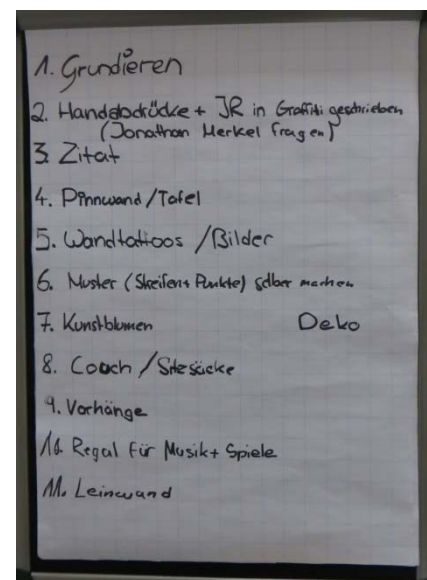 1. Grundieren
2. Handabdrücke + JR in Graffiti geschrieben
(Jonathan Merkel fragen)
3. Zitat
4. Pinnwand/Tafel
5. Wandtattoos /Bilder
6. Muster (Streifen+ Punkte) selber machen
7. Kunstblumen Deko
8. Couch / Sitzsäcke
9. Vorhänge
10. Regal für Musik+ Spiele
11. Leinwand